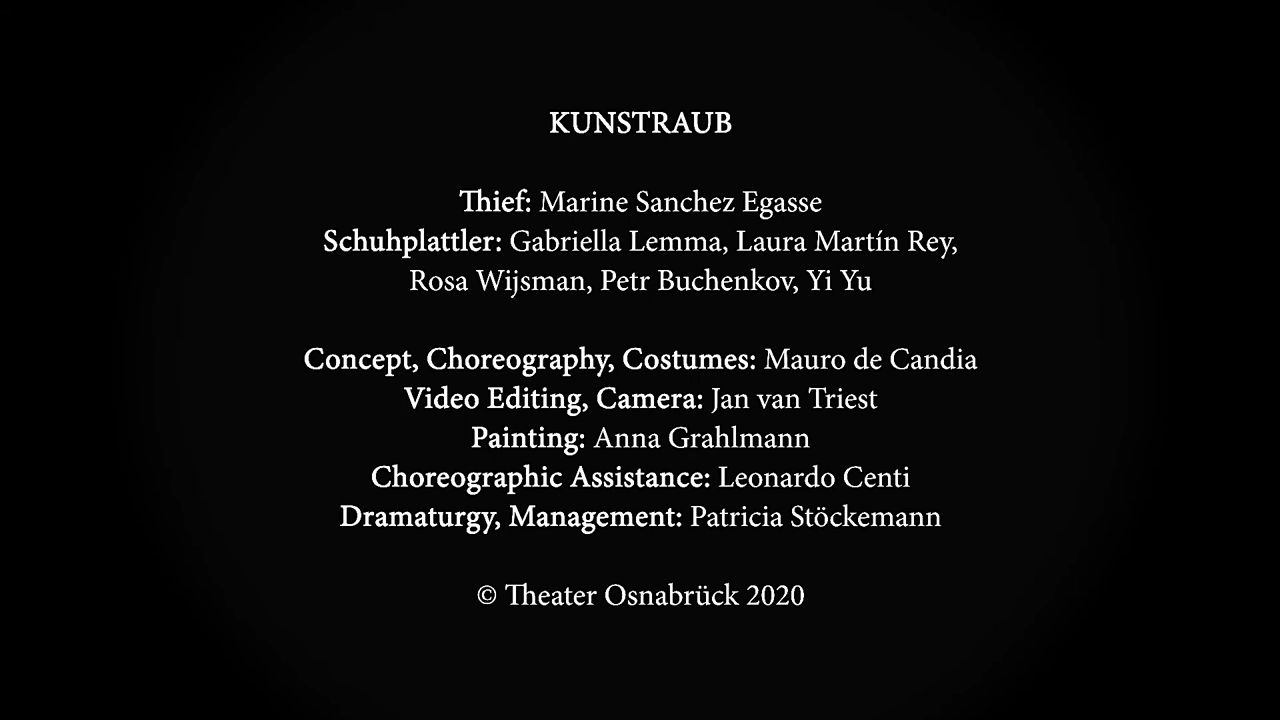 KUNSTRAUB
Thief: Marine Sanchez Egasse
Schuhplattler: Gabriella Lemma, Laura Martín Rey,
Rosa Wijsman, Petr Buchenkov, Yi Yu
Concept, Choreography, Costumes: Mauro de Candia
Video Editing, Camera: Jan van Triest
Painting: Anna Grahlmann
Choreographic Assistance: Leonardo Centi
Dramaturgy, Management: Patricia Stöckemann
© Theater Osnabrück 2020